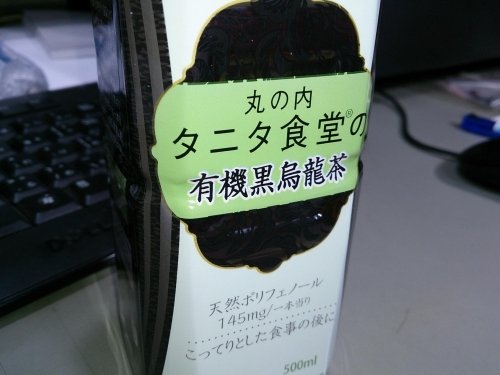 丸の内
タニタ食堂®の
有機黒烏龍茶
天然ポリフェノール
145mg/一本当り
こってりとした食事の後に
500ml